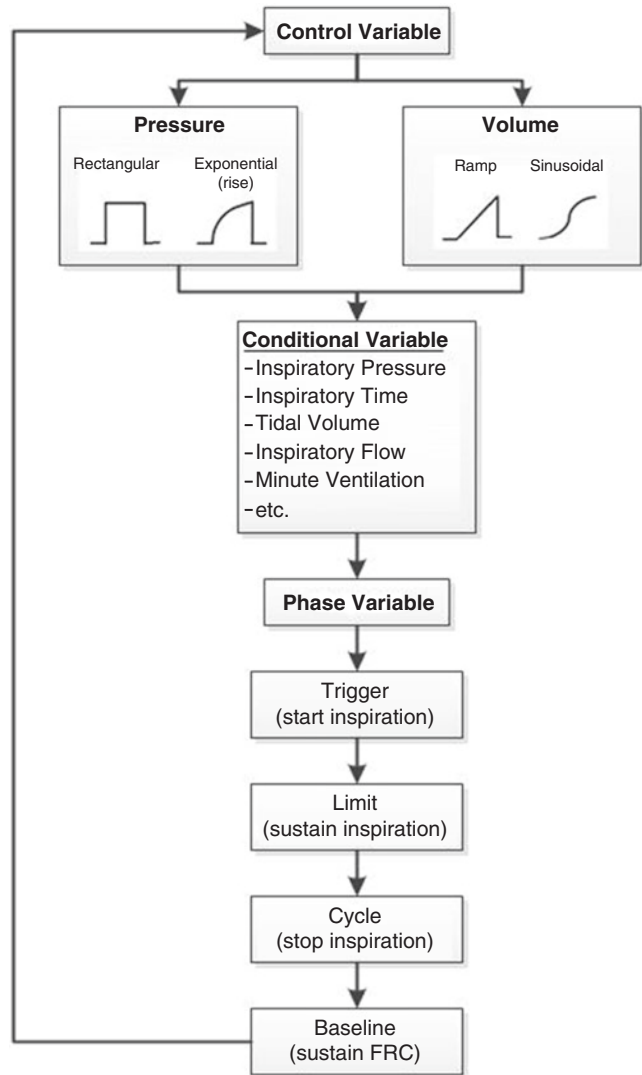 Control Variable
Pressure
Rectangular
Exponential
(rise)
Volume
Ramp
Sinusoidal
Conditional Variable
-Inspiratory Pressure
-Inspiratory Time
-Tidal Volume
-Inspiratory Flow
-Minute Ventilation
-etc.
Phase Variable
Trigger
(start inspiration)
Limit
(sustain inspiration)
Cycle
(stop inspiration)
Baseline
(sustain FRC)